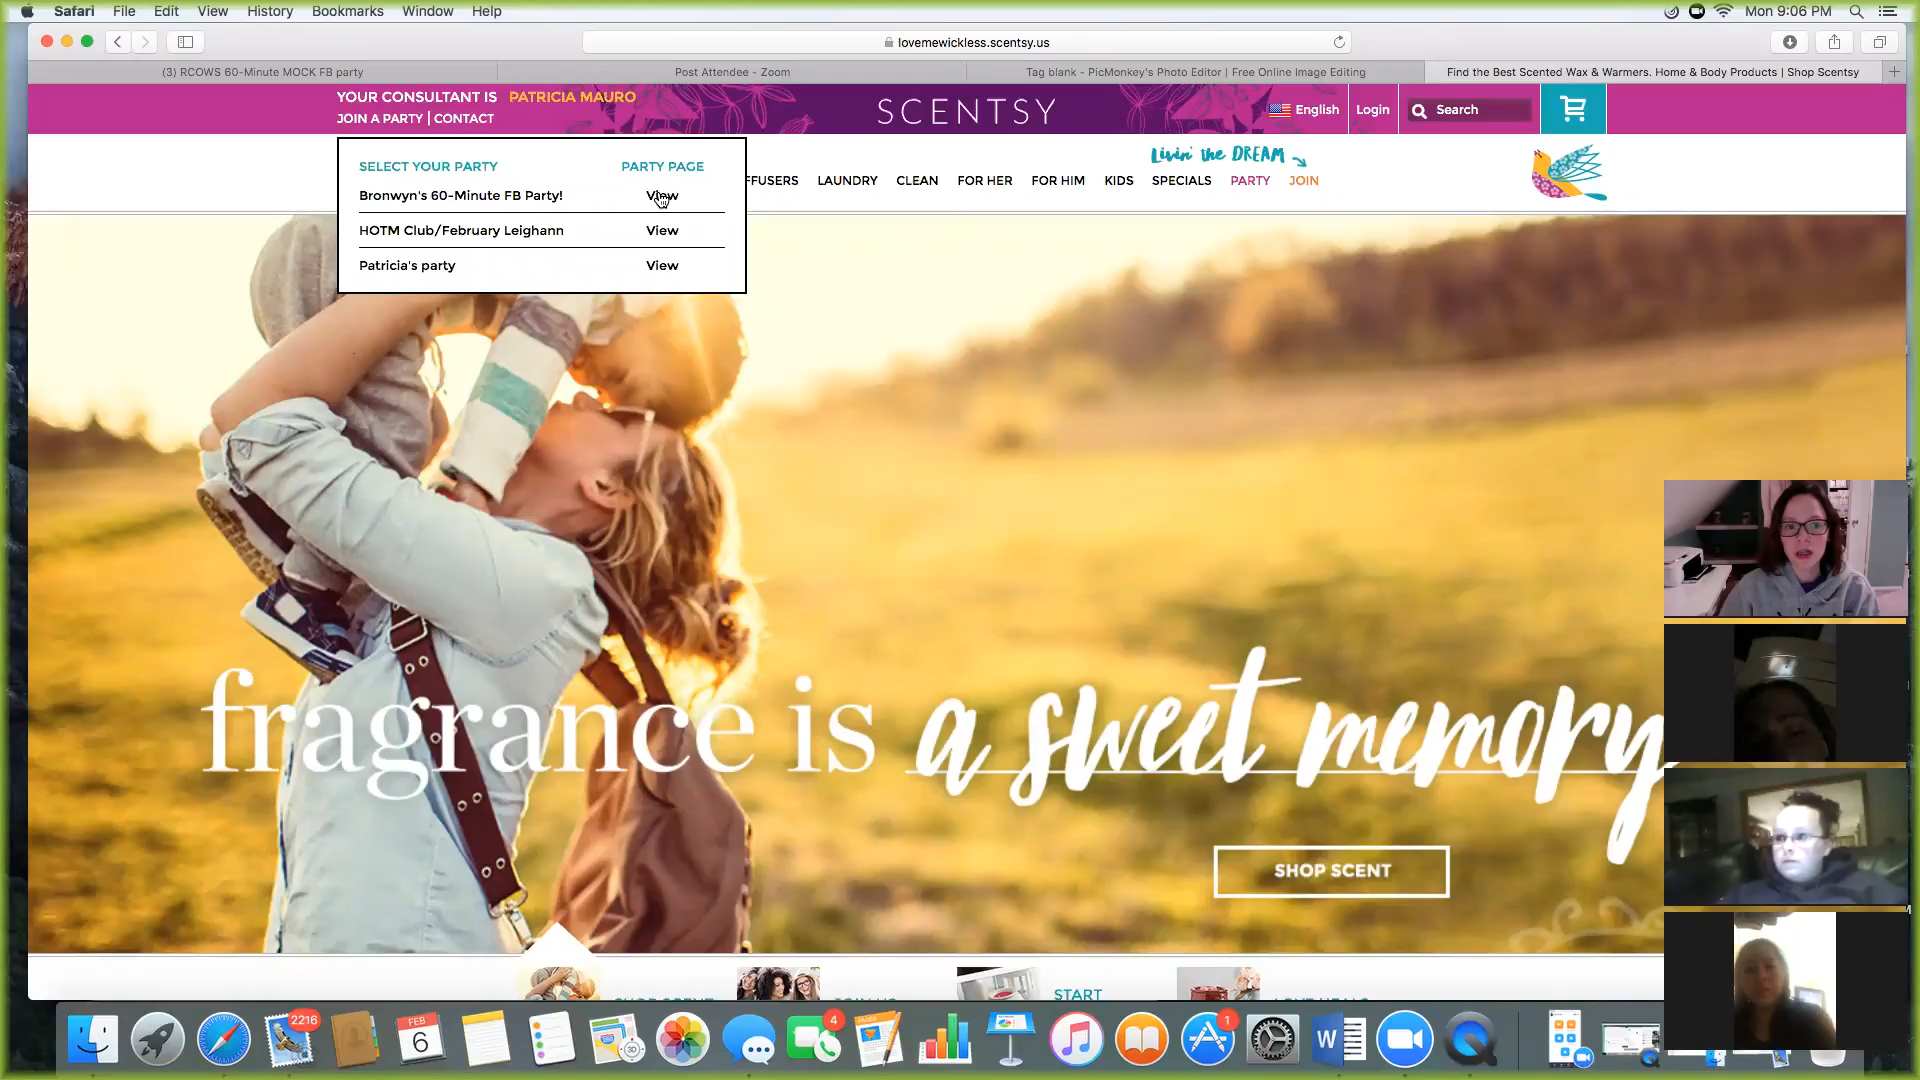 Safari File Edit View History Bookmarks Window Help
Mon 9:06 PM
lovemewickless.scentsy.us
(3) RCOWS 60-Minute MOCK FB party
Post Attendee - Zoom
Tag blank - PicMonkey's Photo Editor | Free Online Image Editing
Find the Best Scented Wax & Warmers. Home & Body Products | Shop Scentsy
YOUR CONSULTANT IS PATRICIA MAURO
JOIN A PARTY | CONTACT
SCENTSY
English
Login
Search
SELECT YOUR PARTY PARTY PAGE
Bronwyn's 60-Minute FB Party! View
HOTM Club/February Leighann View
Patricia's party View
Livin' the DREAM
LAUNDRY CLEAN FOR HER FOR HIM KIDS SPECIALS PARTY JOIN
fragrance is a sweet memory
SHOP SCENT
START
2216
FEB
6
4
1